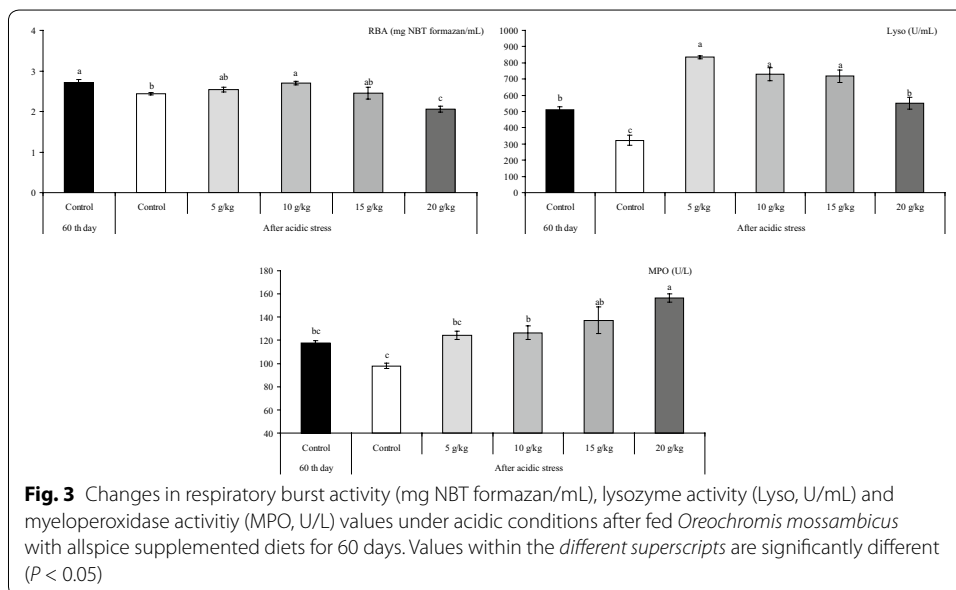 RBA (mg NBT formazan/mL)
4
3
2
1
0
a
b
ab
a
ab
c
Control
Control
5 g/kg
10 g/kg
15 g/kg
20 g/kg
60 th day
After acidic stress
Lyso (U/mL)
1000
900
800
700
600
500
400
300
200
100
0
b
c
a
a
a
b
Control
Control
5 g/kg
10 g/kg
15 g/kg
20 g/kg
60 th day
After acidic stress
MPO (U/L)
180
160
140
120
100
80
60
40
bc
c
bc
b
ab
a
Control
Control
5 g/kg
10 g/kg
15 g/kg
20 g/kg
60 th day
After acidic stress
Fig. 3 Changes in respiratory burst activity (mg NBT formazan/mL), lysozyme activity (Lyso, U/mL) and
myeloperoxidase activitiy (MPO, U/L) values under acidic conditions after fed Oreochromis mossambicus
with allspice supplemented diets for 60 days. Values within the different superscripts are significantly different
(P < 0.05)